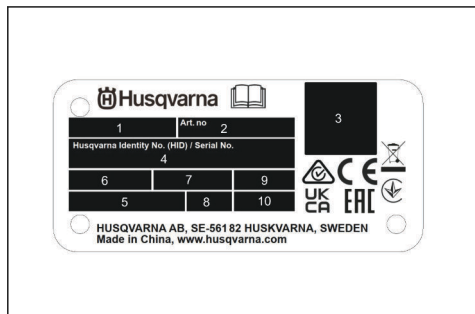 Husqvarna
1
Art. no 2
3
Husqvarna Identity No. (HID) / Serial No.
4
6 7 9
5 8 10
CE
UK
CA
EAC
HUSQVARNA AB, SE-561 82 HUSKVARNA, SWEDEN
Made in China, www.husqvarna.com